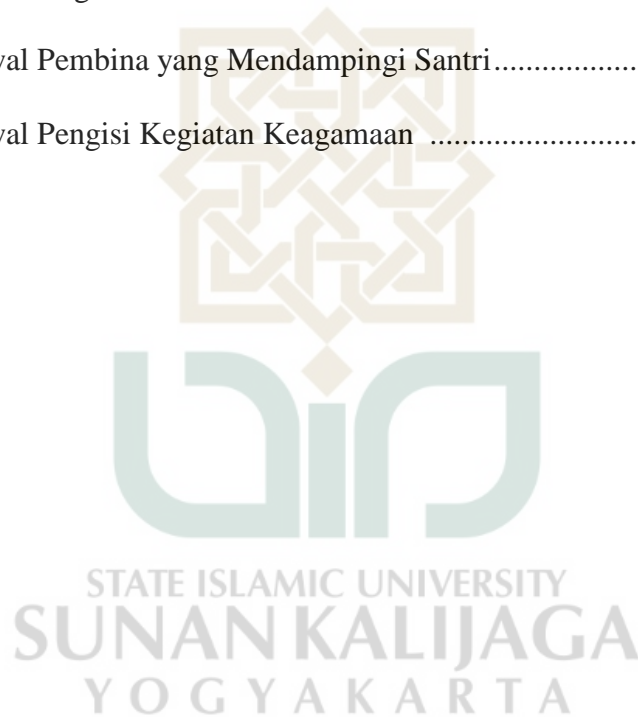 val Pembina yang Mendampingi Santri..................
val Pengisi Kegiatan Keagamaan ..........................
STATE ISLAMIC UNIVERSITY
SUNAN KALIJAGA
YOGYAKARTA